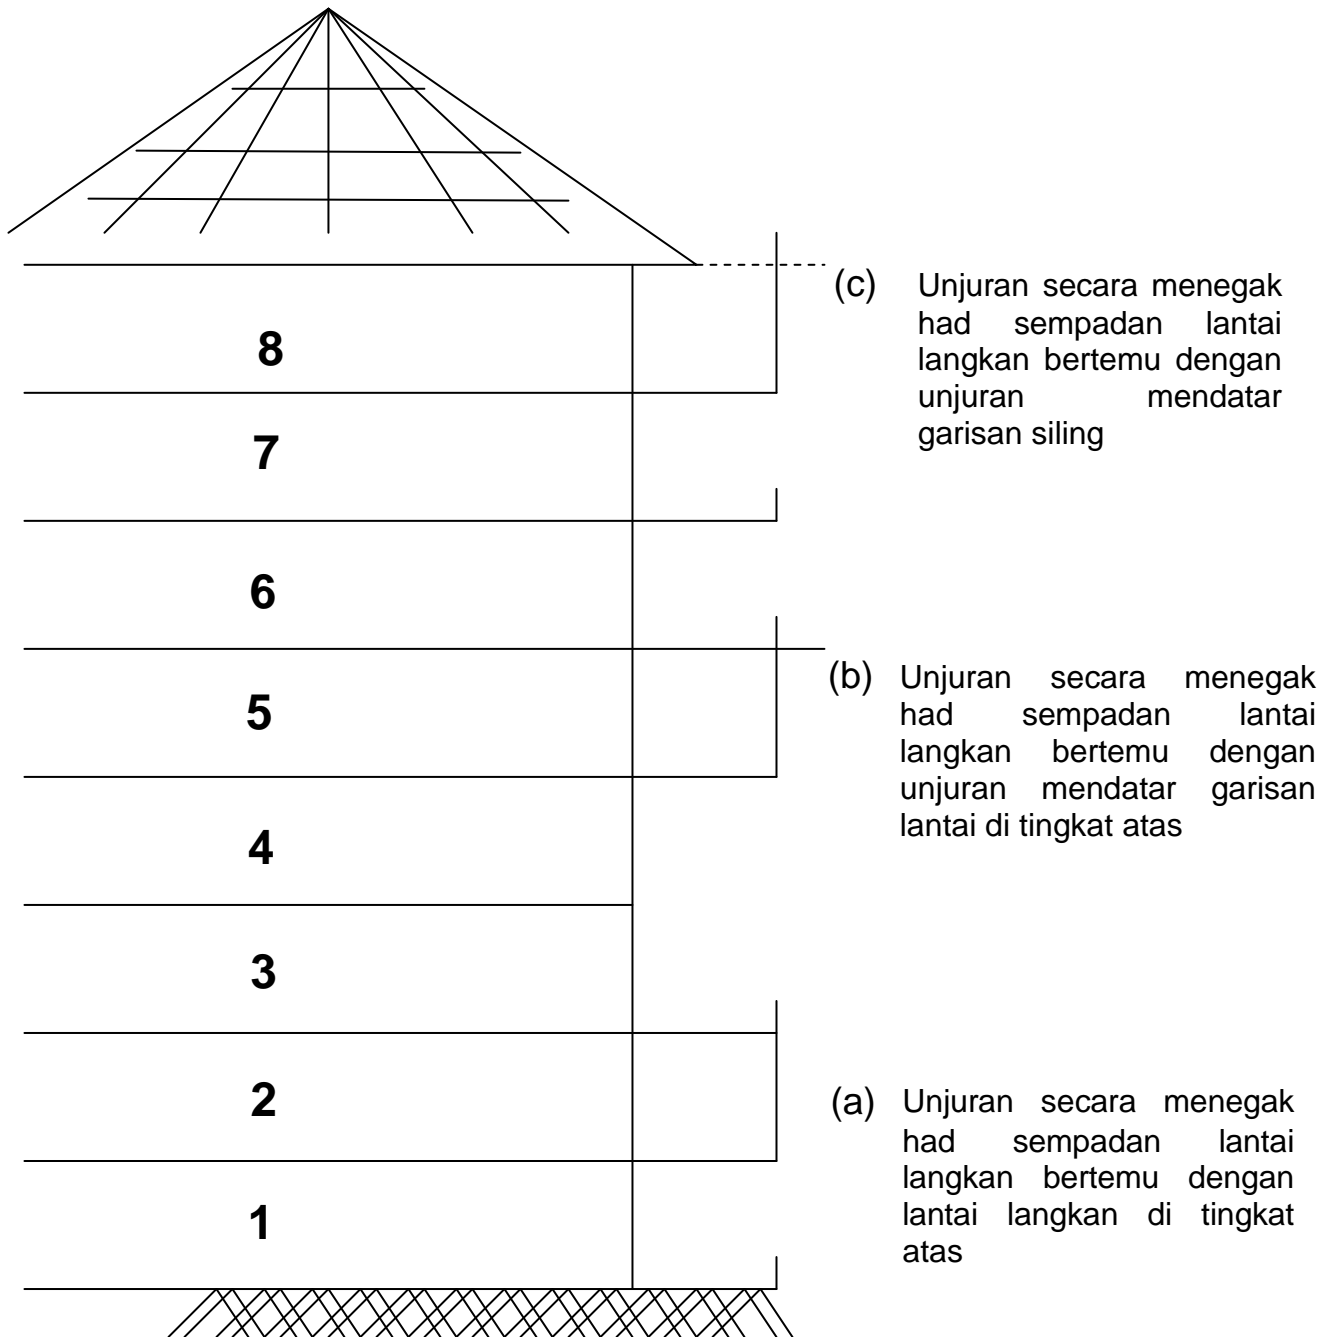 8
(c) Unjuran secara menegak
had sempadan lantai
langkan bertemu dengan
unjuran mendatar
garisan siling
7
6
(b) Unjuran secara menegak
had sempadan lantai
langkan bertemu dengan
unjuran mendatar garisan
lantai di tingkat atas
5
4
3
2
(a) Unjuran secara menegak
had sempadan lantai
langkan bertemu dengan
lantai langkan di tingkat
atas
1